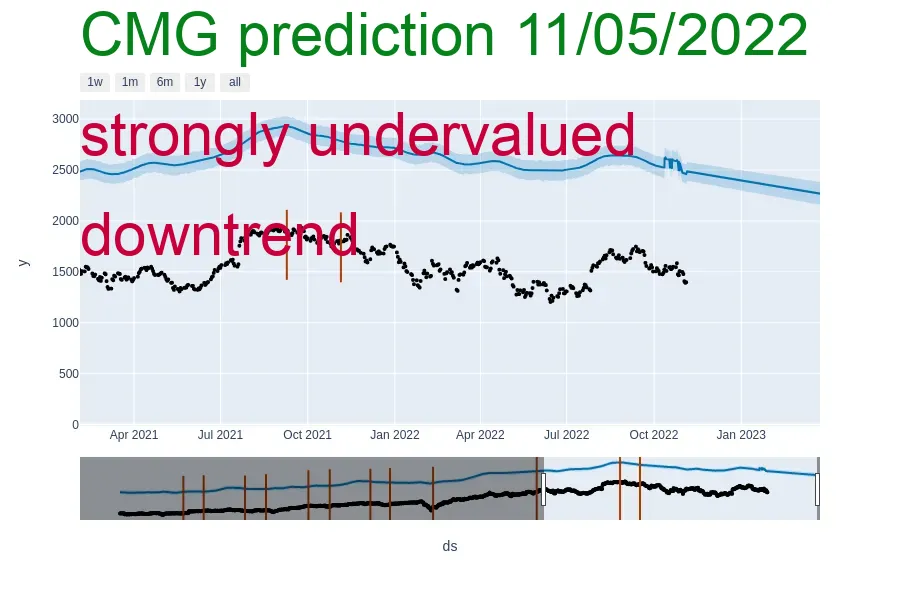 CMG prediction 11/05/2022
1w 1m 6m 1y all
3000
strongly undervalued
2500
2000
downtrend
y
1500
1000
500
0
Apr 2021 Jul 2021 Oct 2021 Jan 2022 Apr 2022 Jul 2022 Oct 2022 Jan 2023
ds